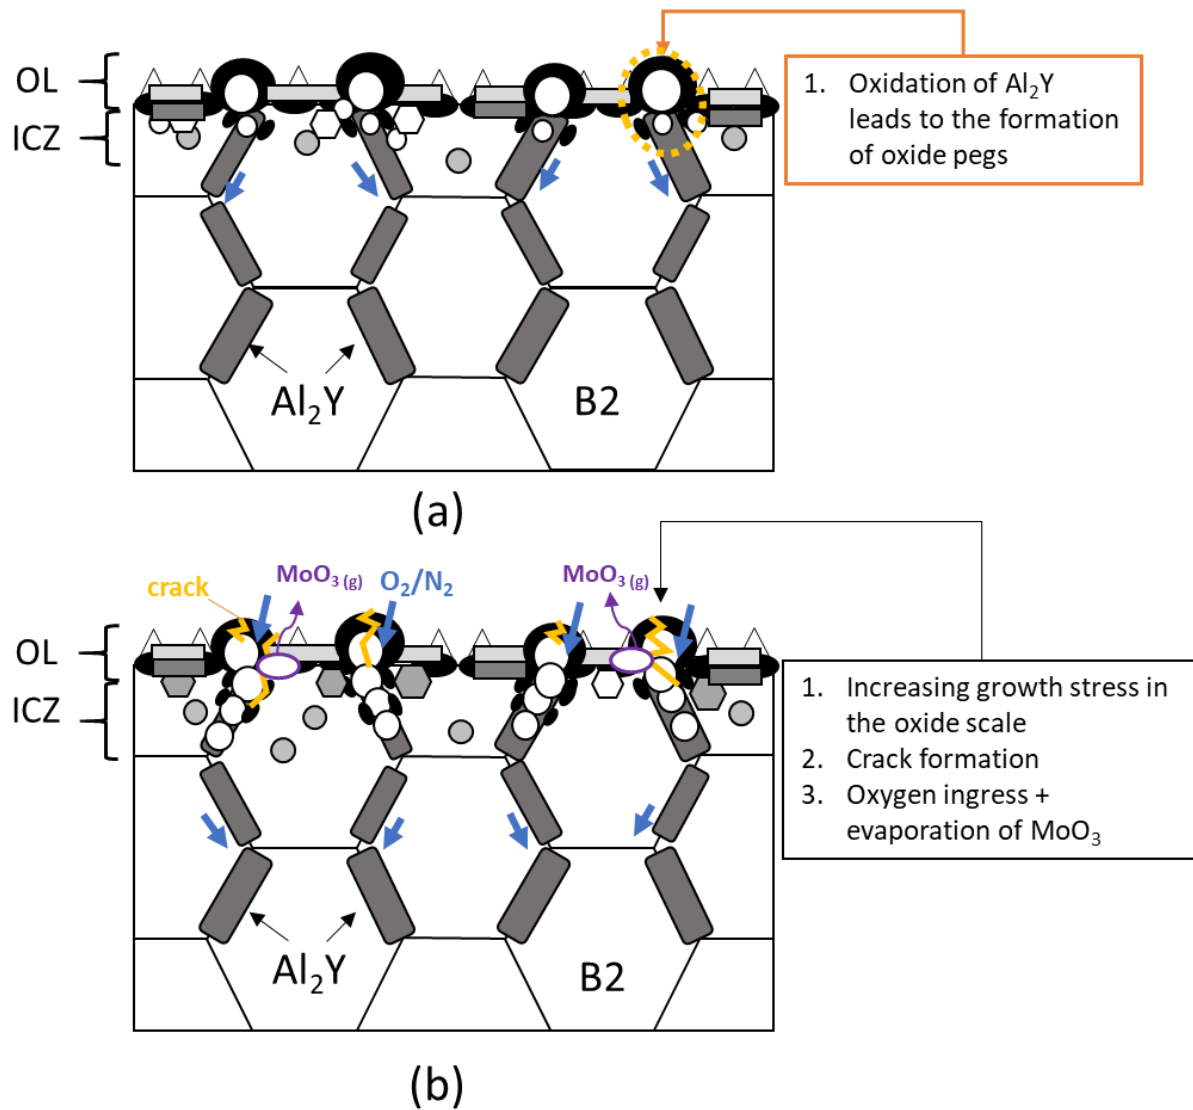 OL
ICZ
1. Oxidation of Al₂Y
leads to the formation
of oxide pegs
Al₂Y
B2
(a)
crack
MoO₃ (g)
O₂/N₂
MoO₃ (g)
OL
ICZ
1. Increasing growth stress in
the oxide scale
2. Crack formation
3. Oxygen ingress +
evaporation of MoO₃
Al₂Y
B2
(b)